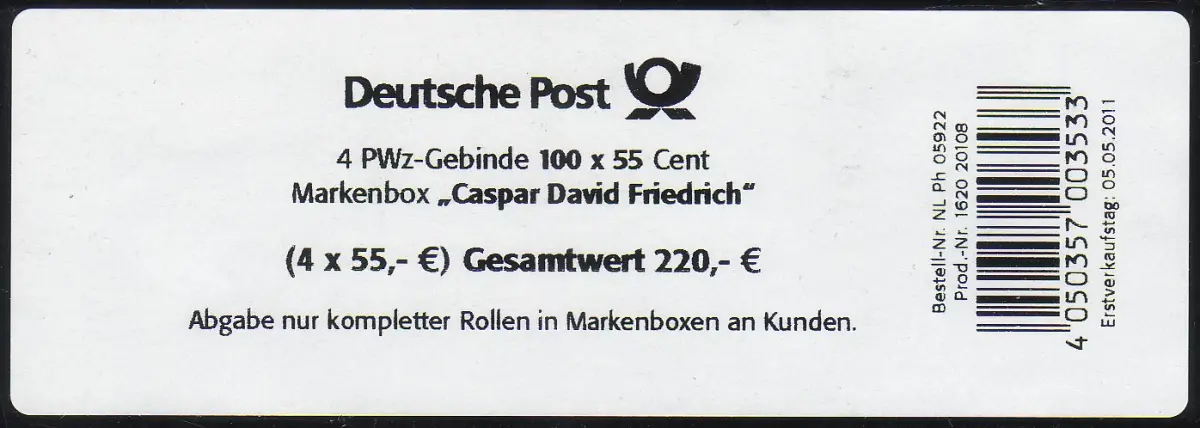 Deutsche Post
4 PWz-Gebinde 100 x 55 Cent
Markenbox „Caspar David Friedrich“
(4 x 55,- €) Gesamtwert 220,- €
Abgabe nur kompletter Rollen in Markenboxen an Kunden.
Bestell-Nr. NL Ph 05922
Prod.-Nr. 1620 20108
4 050357 003533
Erstverkaufstag: 05.05.2011